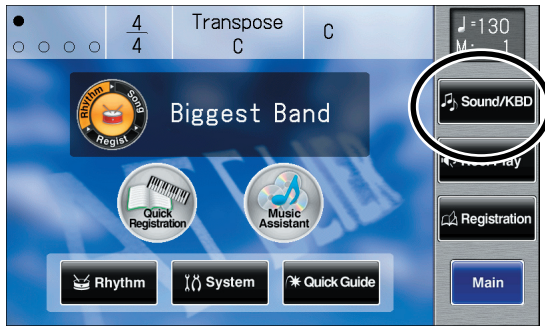 4
4
Transpose
C
C
♩=130
M: 1
Rhythm
Song
Regist
Biggest Band
Sound/KBD
Quick
Registration
Music
Assistant
Registration
Rhythm
System
Quick Guide
Main
ATELIER